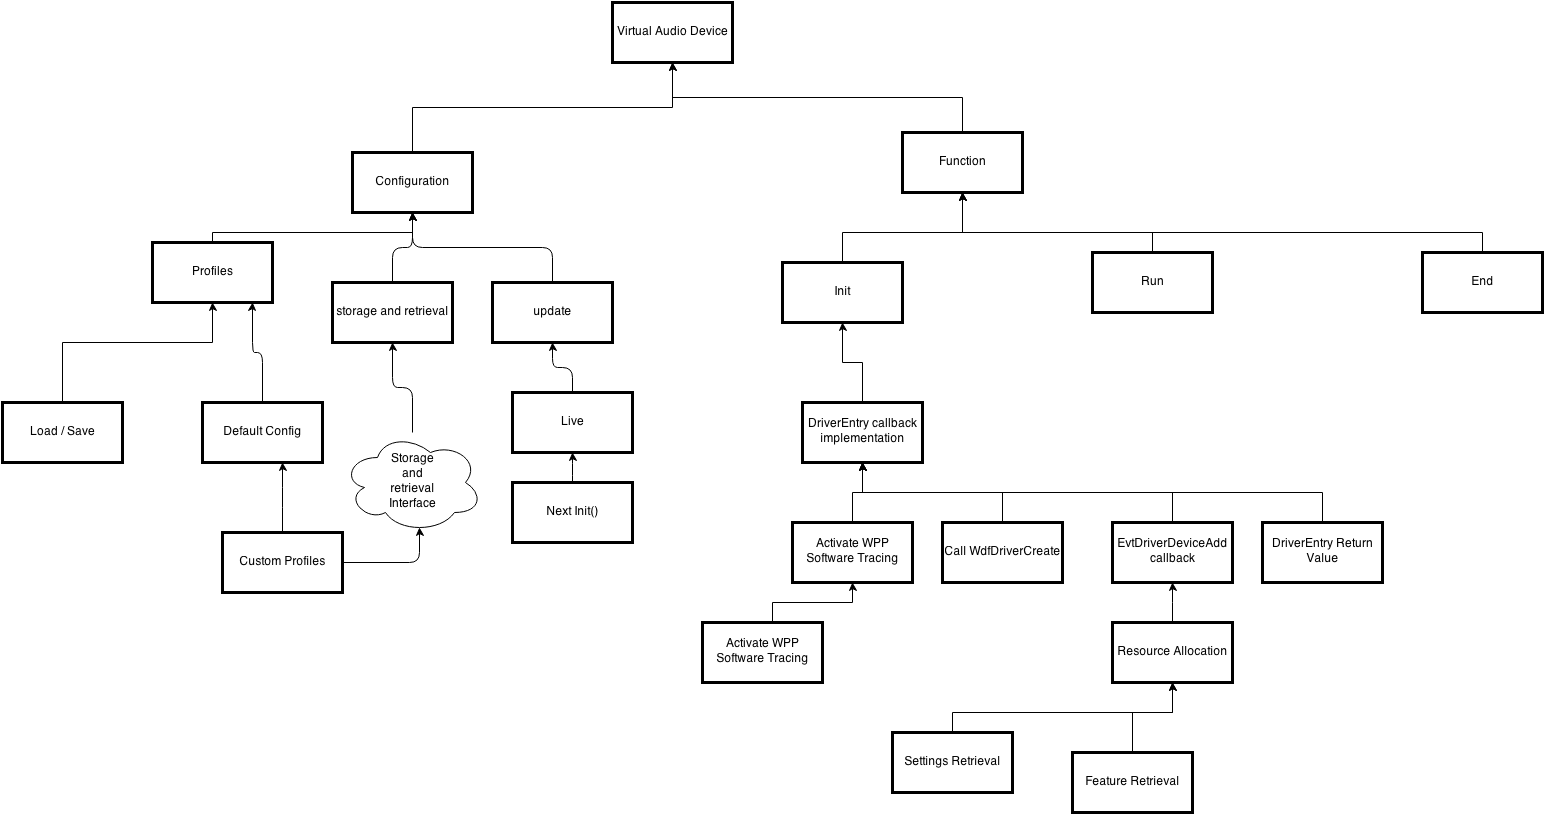 Virtual Audio Device
Function
Configuration
Profiles
storage and retrieval
update
Init
Run
End
Load / Save
Default Config
Live
DriverEntry callback
implementation
Storage
and
retrieval
Interface
Next Init()
Custom Profiles
Activate WPP
Software Tracing
Call WdfDriverCreate
EvtDriverDeviceAdd
callback
DriverEntry Return
Value
Activate WPP
Software Tracing
Resource Allocation
Settings Retrieval
Feature Retrieval